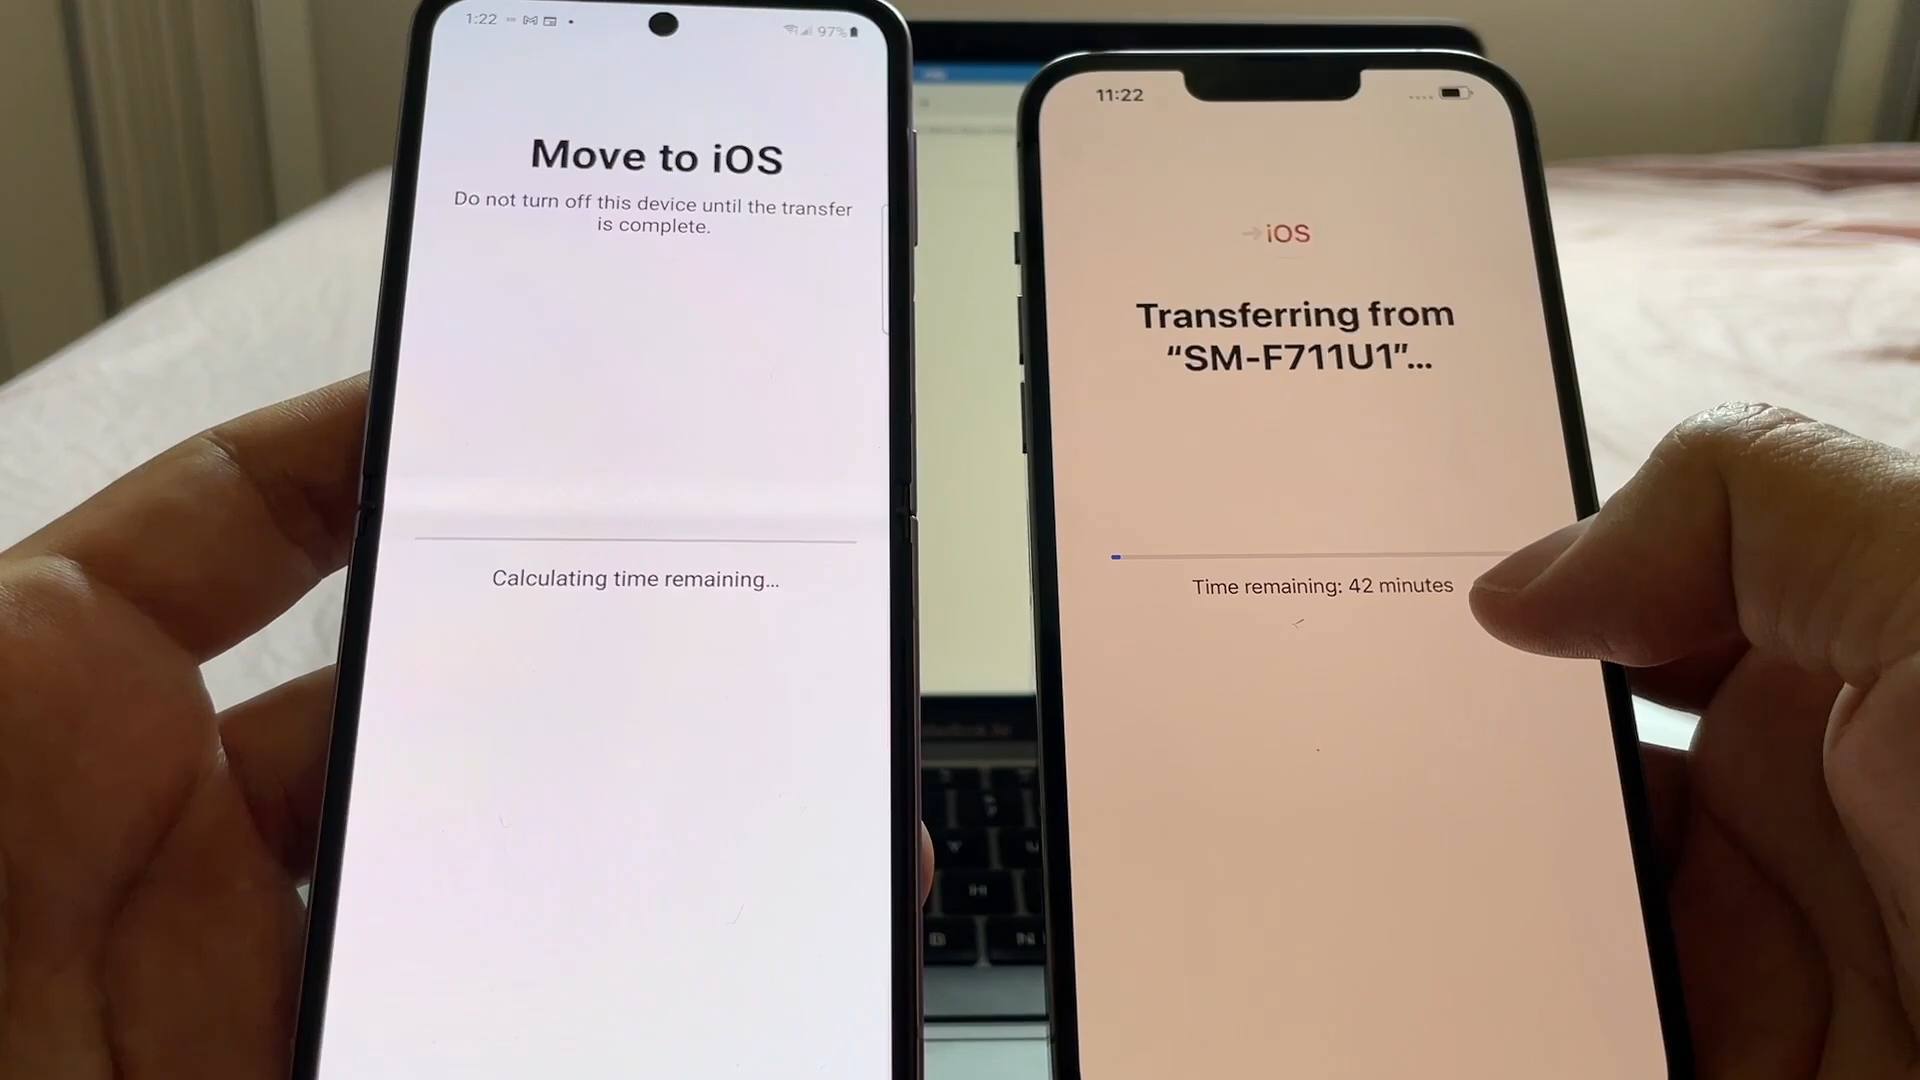 1:22
97%
Move to iOS
Do not turn off this device until the transfer
is complete.
Calculating time remaining...
11:22
iOS
Transferring from
“SM-F711U1”...
Time remaining: 42 minutes